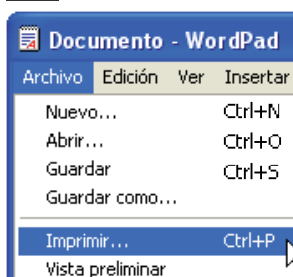 Documento - WordPad
Archivo Edición Ver Insertar
Nuevo... Ctrl+N
Abrir... Ctrl+O
Guardar Ctrl+S
Guardar como...
Imprimir... Ctrl+P
Vista preliminar